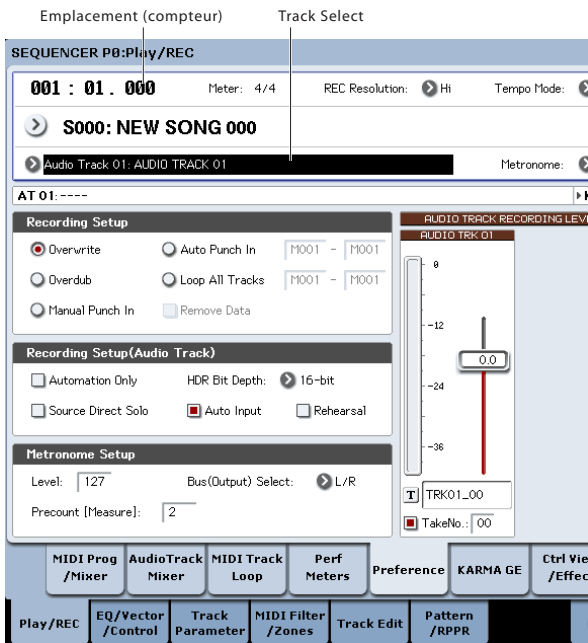 Emplacement (compteur) Track Select
SEQUENCER P0:Play/REC
001 : 01 . 000 Meter: 4/4 REC Resolution: Hi Tempo Mode:
S000: NEW SONG 000
Audio Track 01: AUDIO TRACK 01 Metronome:
AT 01:----
Recording Setup
Overwrite Auto Punch In M001 - M001
Overdub Loop All Tracks M001 - M001
Manual Punch In Remove Data
Recording Setup(Audio Track)
Automation Only HDR Bit Depth: 16-bit
Source Direct Solo Auto Input Rehearsal
Metronome Setup
Level: 127 Bus(Output) Select: L/R
Precount [Measure]: 2
AUDIO TRACK RECORDING LEVE
AUDIO TRK 01
0
-12
0.0
-24
-36
T TRK01_00
TakeNo.: 00
MIDI Prog /Mixer AudioTrack Mixer MIDI Track Loop Perf Meters Preference KARMA GE Ctrl Vie /Effec
Play/REC EQ/Vector /Control Track Parameter MIDI Filter /Zones Track Edit Pattern /RPPR